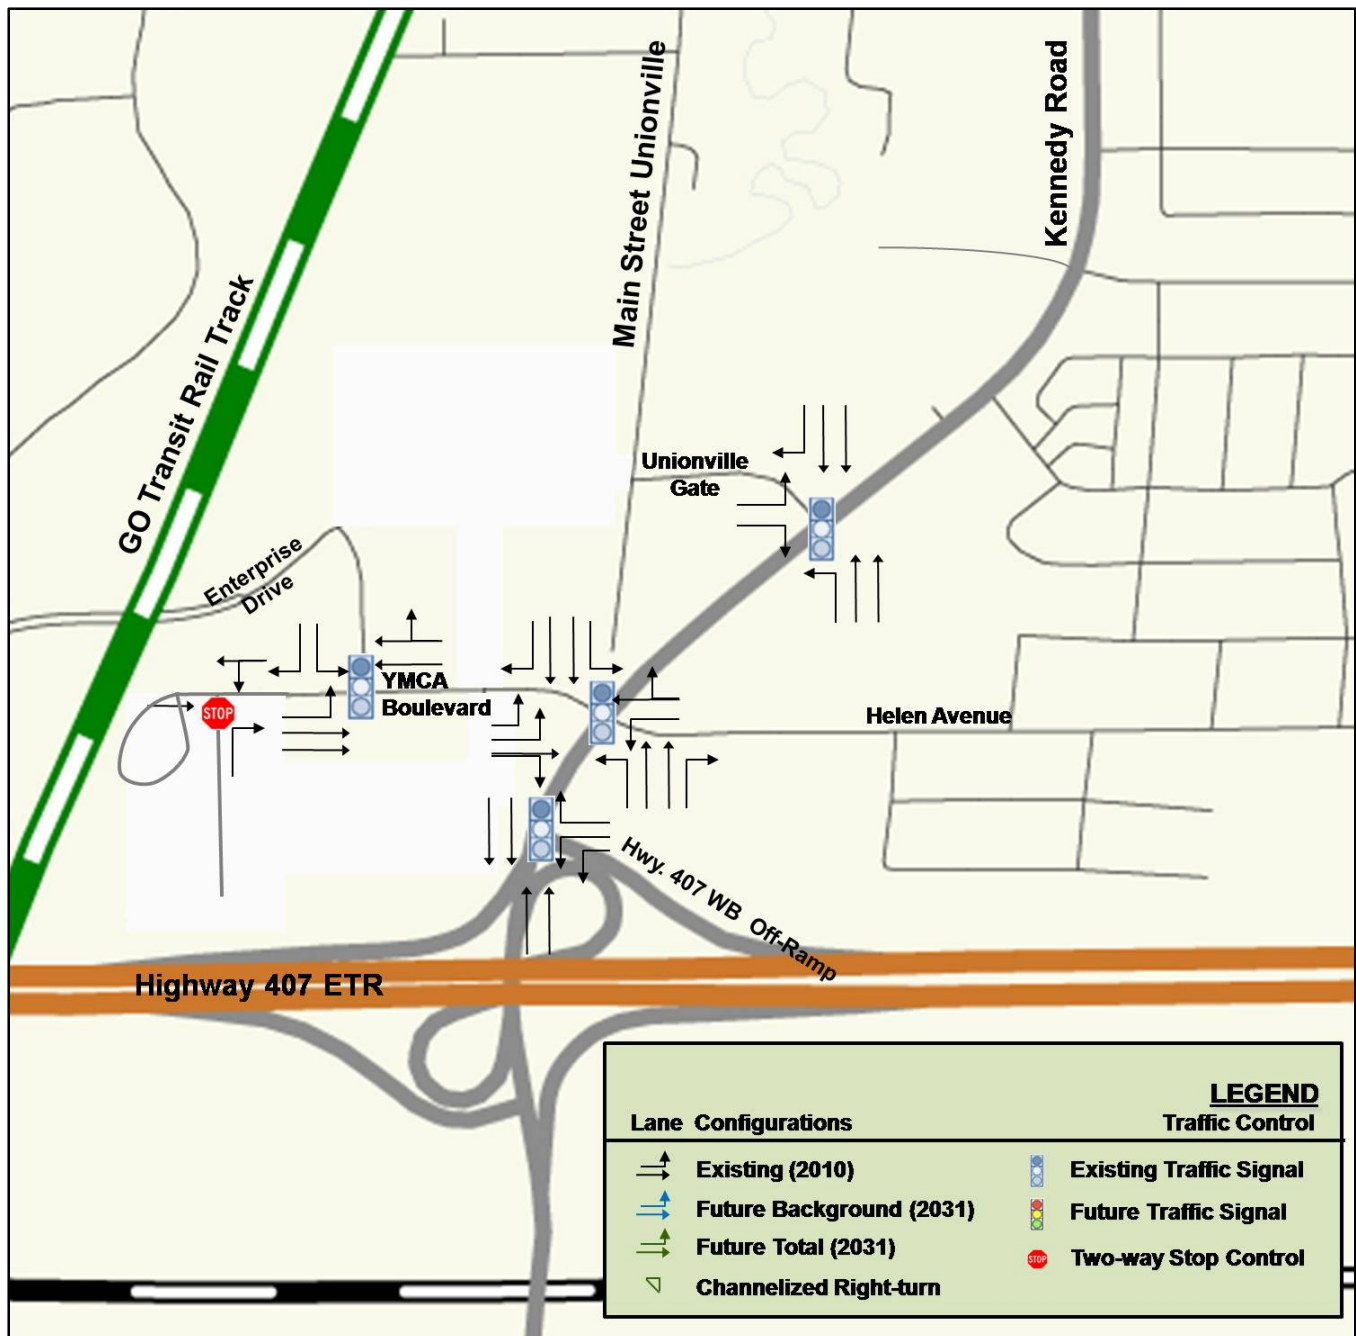 Main Street Unionville
Kennedy Road
GO Transit Rail Track
Unionville
Gate
Enterprise
Drive
YMCA
Boulevard
STOP
Helen Avenue
Hwy. 407 WB Off-Ramp
Highway 407 ETR
LEGEND
Lane Configurations Traffic Control
Existing (2010) Existing Traffic Signal
Future Background (2031) Future Traffic Signal
Future Total (2031) STOP Two-way Stop Control
Channelized Right-turn